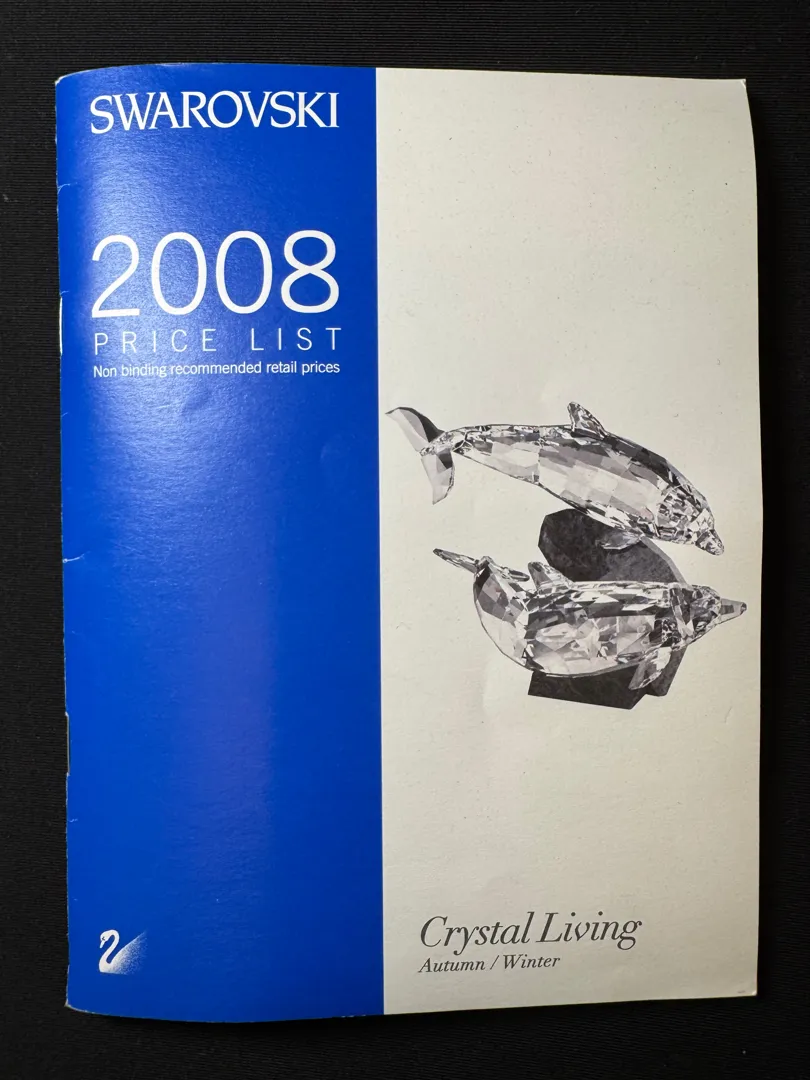 SWAROVSKI
2008
PRICE LIST
Non binding recommended retail prices
Crystal Living
Autumn / Winter